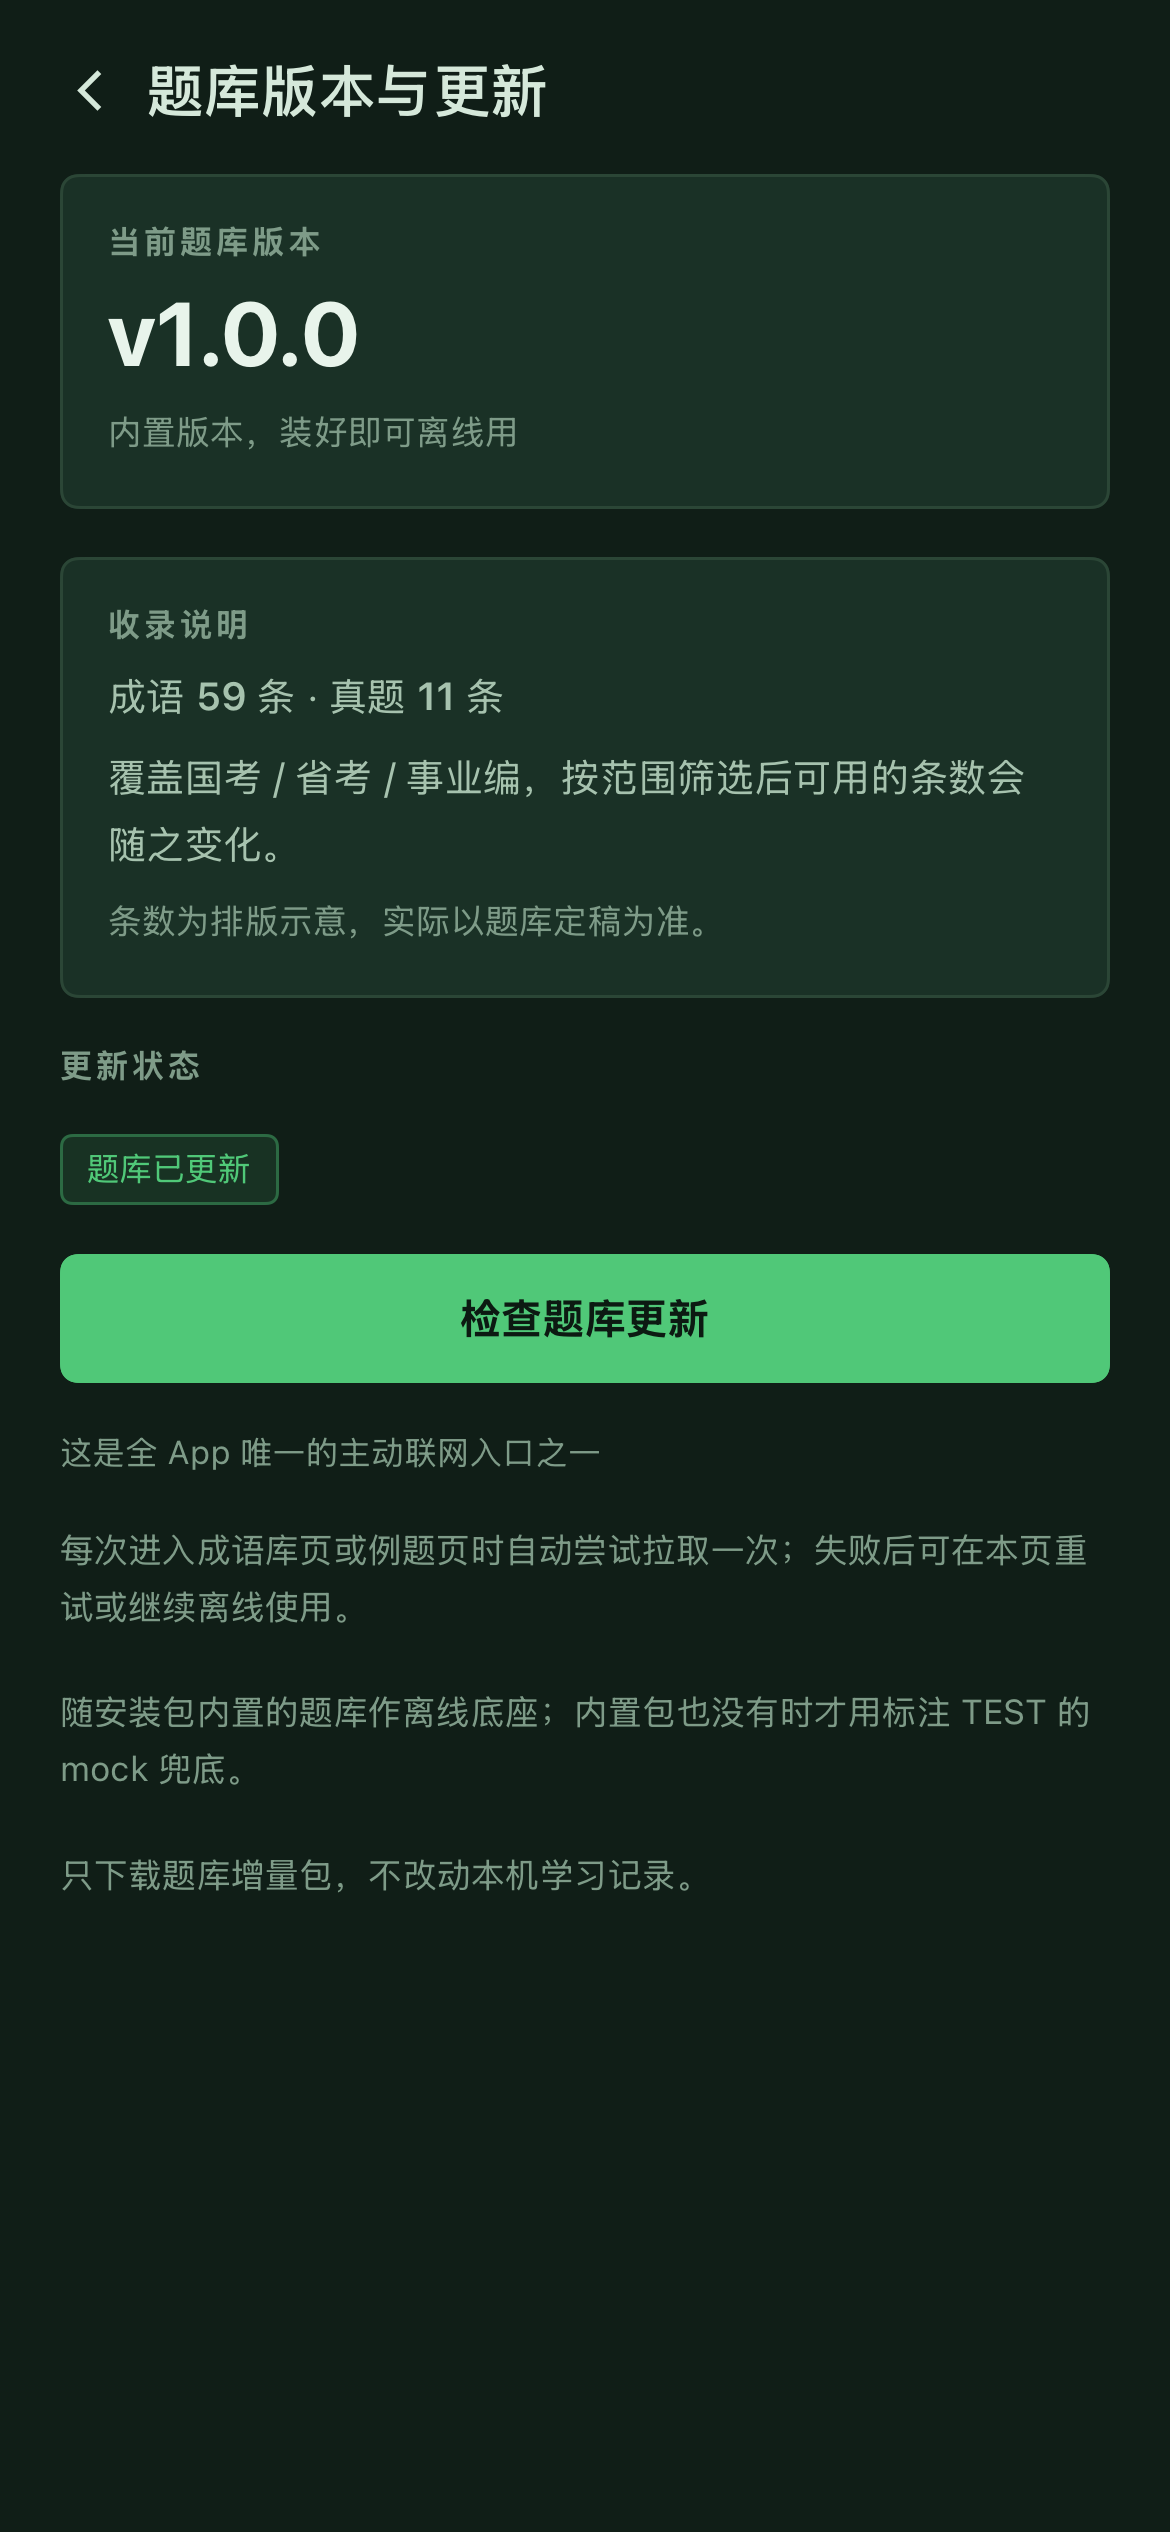 题库版本与更新
当前题库版本
v1.0.0
内置版本，装好即可离线用
收录说明
成语 59 条 · 真题 11 条
覆盖国考 / 省考 / 事业编，按范围筛选后可用的条数会
随之变化。
条数为排版示意，实际以题库定稿为准。
更新状态
题库已更新
检查题库更新
这是全 App 唯一的主动联网入口之一
每次进入成语库页或例题页时自动尝试拉取一次；失败后可在本页重
试或继续离线使用。
随安装包内置的题库作离线底座；内置包也没有时才用标注 TEST 的
mock 兜底。
只下载题库增量包，不改动本机学习记录。